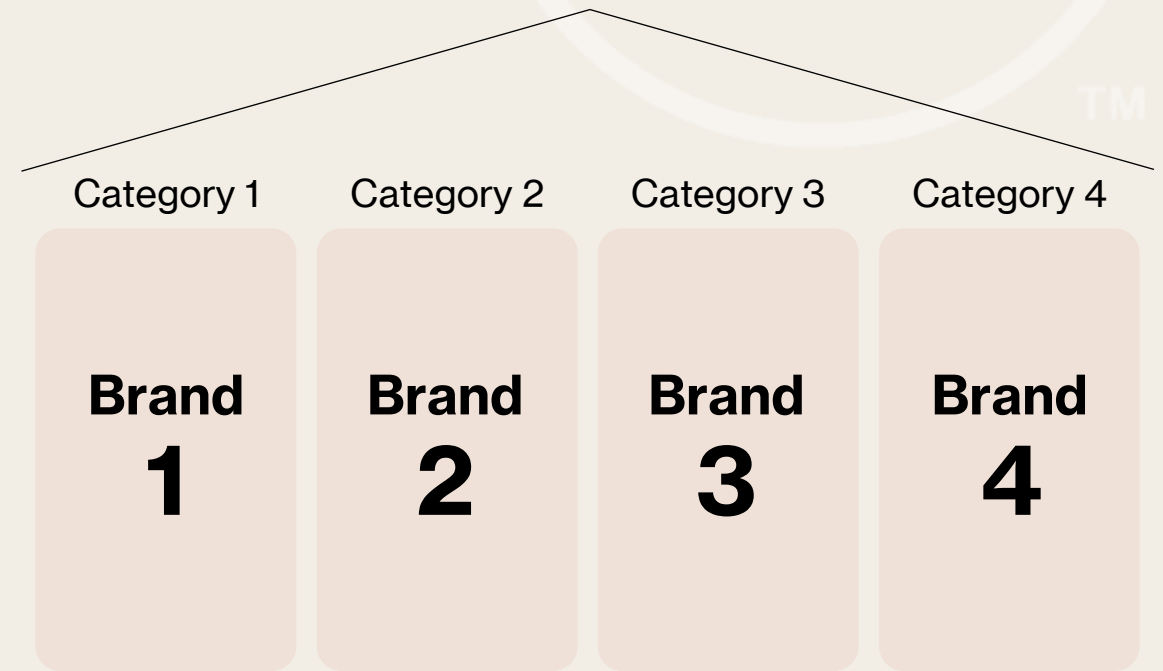 TM
Category 1
Category 2
Category 3
Category 4
Brand
1
Brand
2
Brand
3
Brand
4